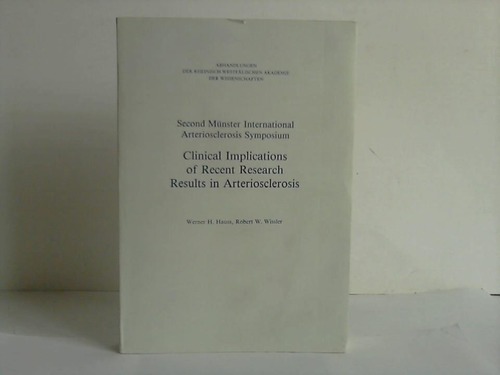 ABHANDLUNGEN
DER RHEINISCH-WESTFÄLISCHEN AKADEMIE
DER WISSENSCHAFTEN
Second Münster International
Arteriosclerosis Symposium
Clinical Implications
of Recent Research
Results in Arteriosclerosis
Werner H. Hauss, Robert W. Wissler